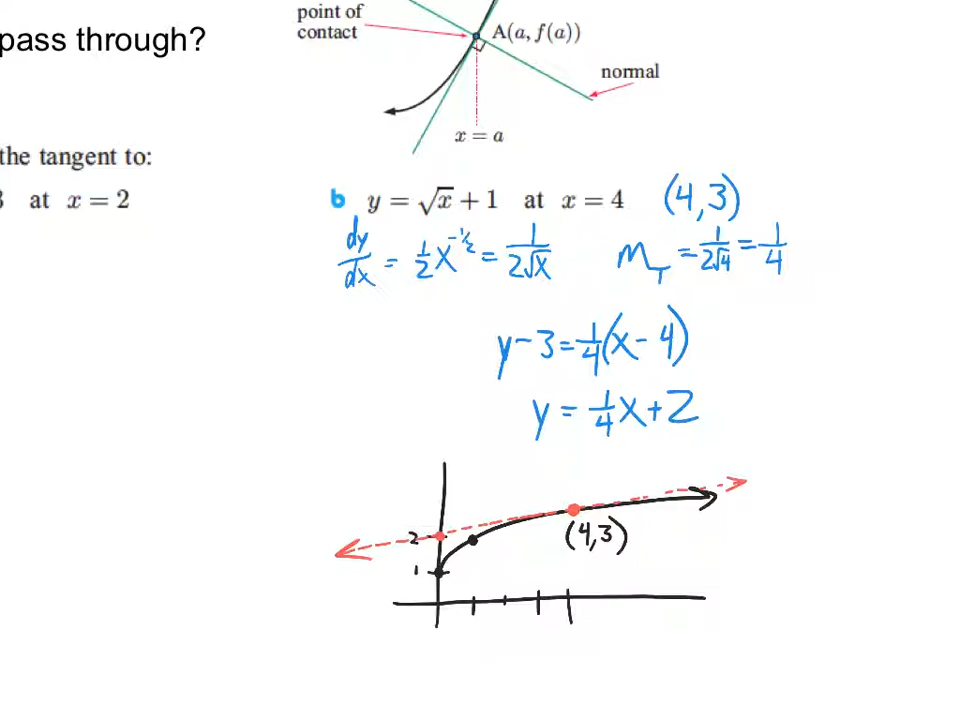 point of
contact
A(a, f(a))
pass through?
normal
x = a
the tangent to:
3 at x = 2
b y = √x + 1 at x = 4 (4,3)
dy/dx = ½x^-½ = 1/(2√x) m_T = 1/(2√4) = 1/4
y - 3 = ¼(x - 4)
y = ¼x + 2
2
(4,3)
1